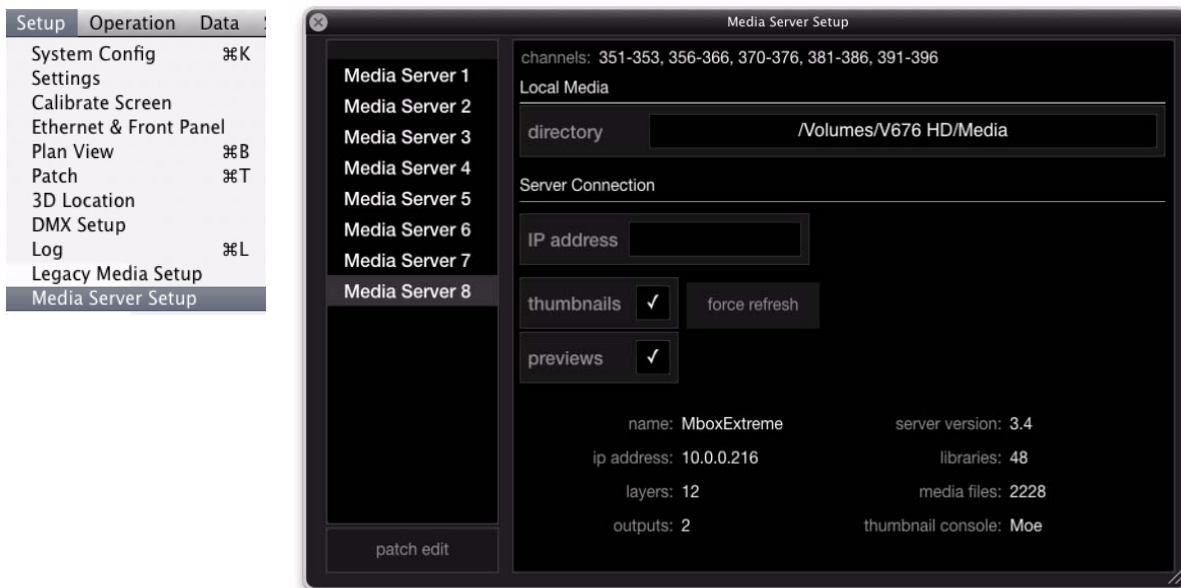 Setup Operation Data
System Config ⌘K
Settings
Calibrate Screen
Ethernet & Front Panel
Plan View ⌘B
Patch ⌘T
3D Location
DMX Setup
Log ⌘L
Legacy Media Setup
Media Server Setup
Media Server Setup
Media Server 1
Media Server 2
Media Server 3
Media Server 4
Media Server 5
Media Server 6
Media Server 7
Media Server 8
patch edit
channels: 351-353, 356-366, 370-376, 381-386, 391-396
Local Media
directory /Volumes/V676 HD/Media
Server Connection
IP address
thumbnails ✓ force refresh
previews ✓
name: MboxExtreme server version: 3.4
ip address: 10.0.0.216 libraries: 48
layers: 12 media files: 2228
outputs: 2 thumbnail console: Moe